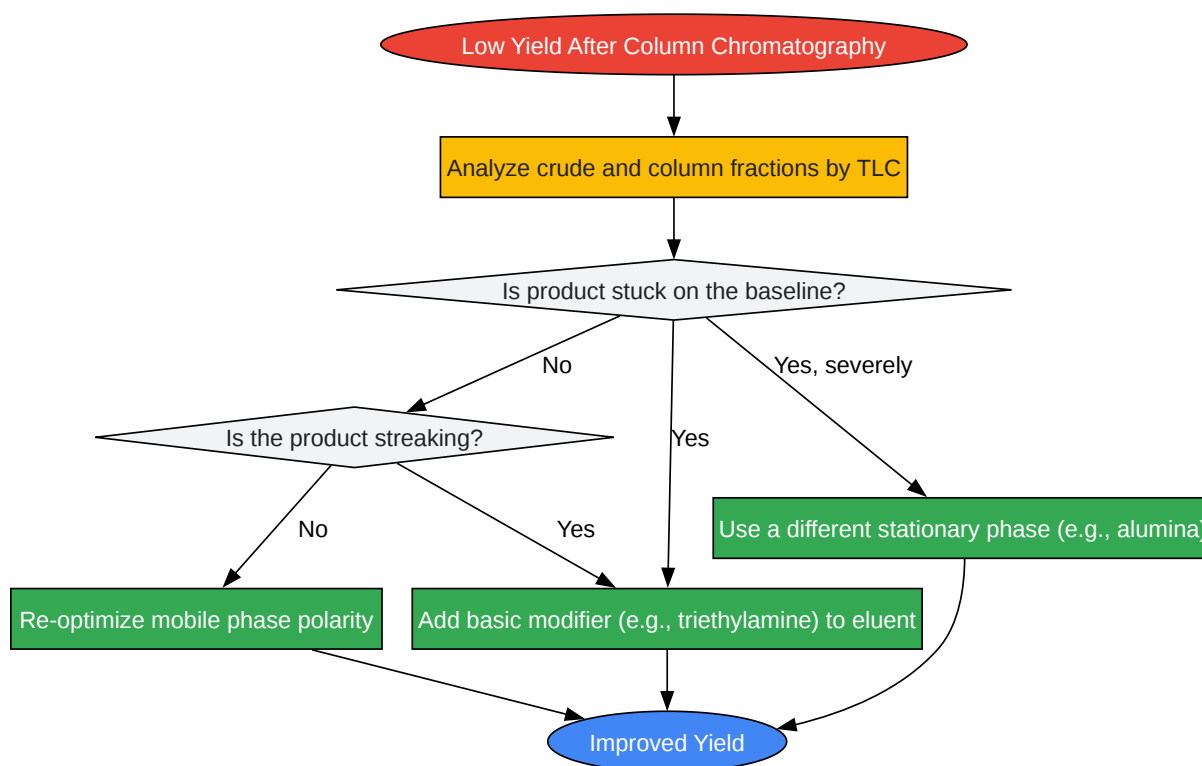 Low Yield After Column Chromatography
Analyze crude and column fractions by TLC
Is product stuck on the baseline?
No
Yes, severely
Is the product streaking?
Yes
No
Yes
Use a different stationary phase (e.g., alumina)
Re-optimize mobile phase polarity
Add basic modifier (e.g., triethylamine) to eluent
Improved Yield